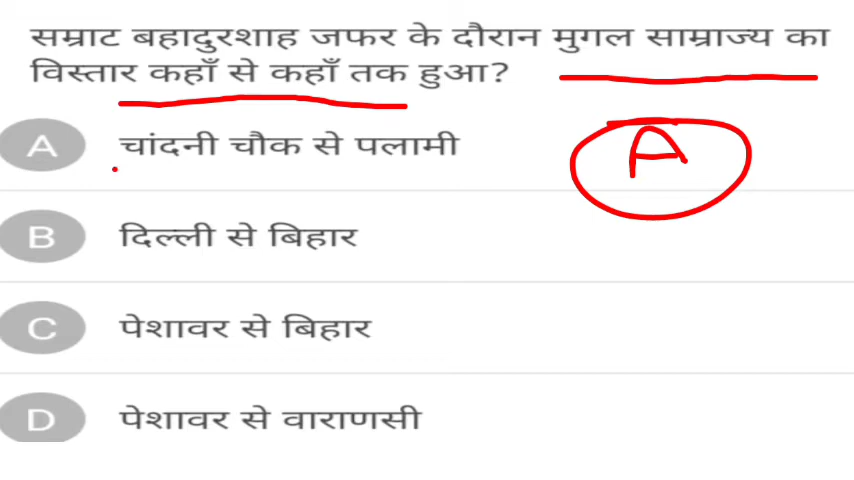 सम्राट बहादुरशाह जफर के दौरान मुगल साम्राज्य का
विस्तार कहाँ से कहाँ तक हुआ?
A चांदनी चौक से पलामी
A
B दिल्ली से बिहार
C पेशावर से बिहार
D पेशावर से वाराणसी